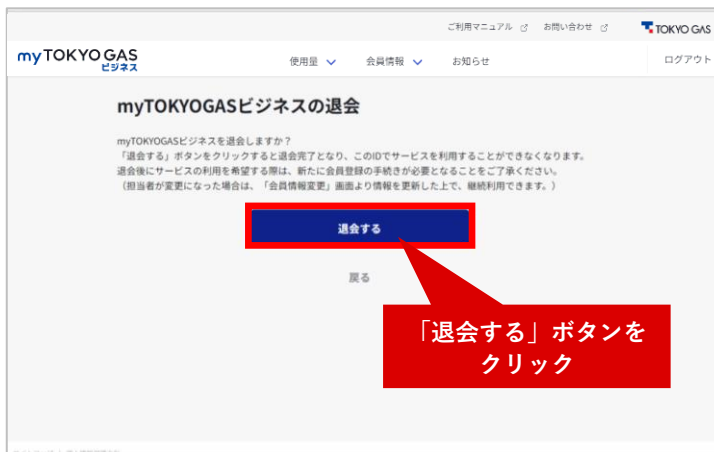 ご利用マニュアル お問い合わせ TOKYO GAS
myTOKYO GAS
ビジネス
使用量 会員情報 お知らせ ログアウト
myTOKYOGASビジネスの退会
myTOKYOGASビジネスを退会しますか？
「退会する」ボタンをクリックすると退会完了となり、このIDでサービスを利用することができなくなります。
退会後にサービスの利用を希望する際は、新たに会員登録の手続きが必要となることをご了承ください。
（担当者が変更になった場合は、「会員情報変更」画面より情報を更新した上で、継続利用できます。）
退会する
戻る
「退会する」ボタンを
クリック